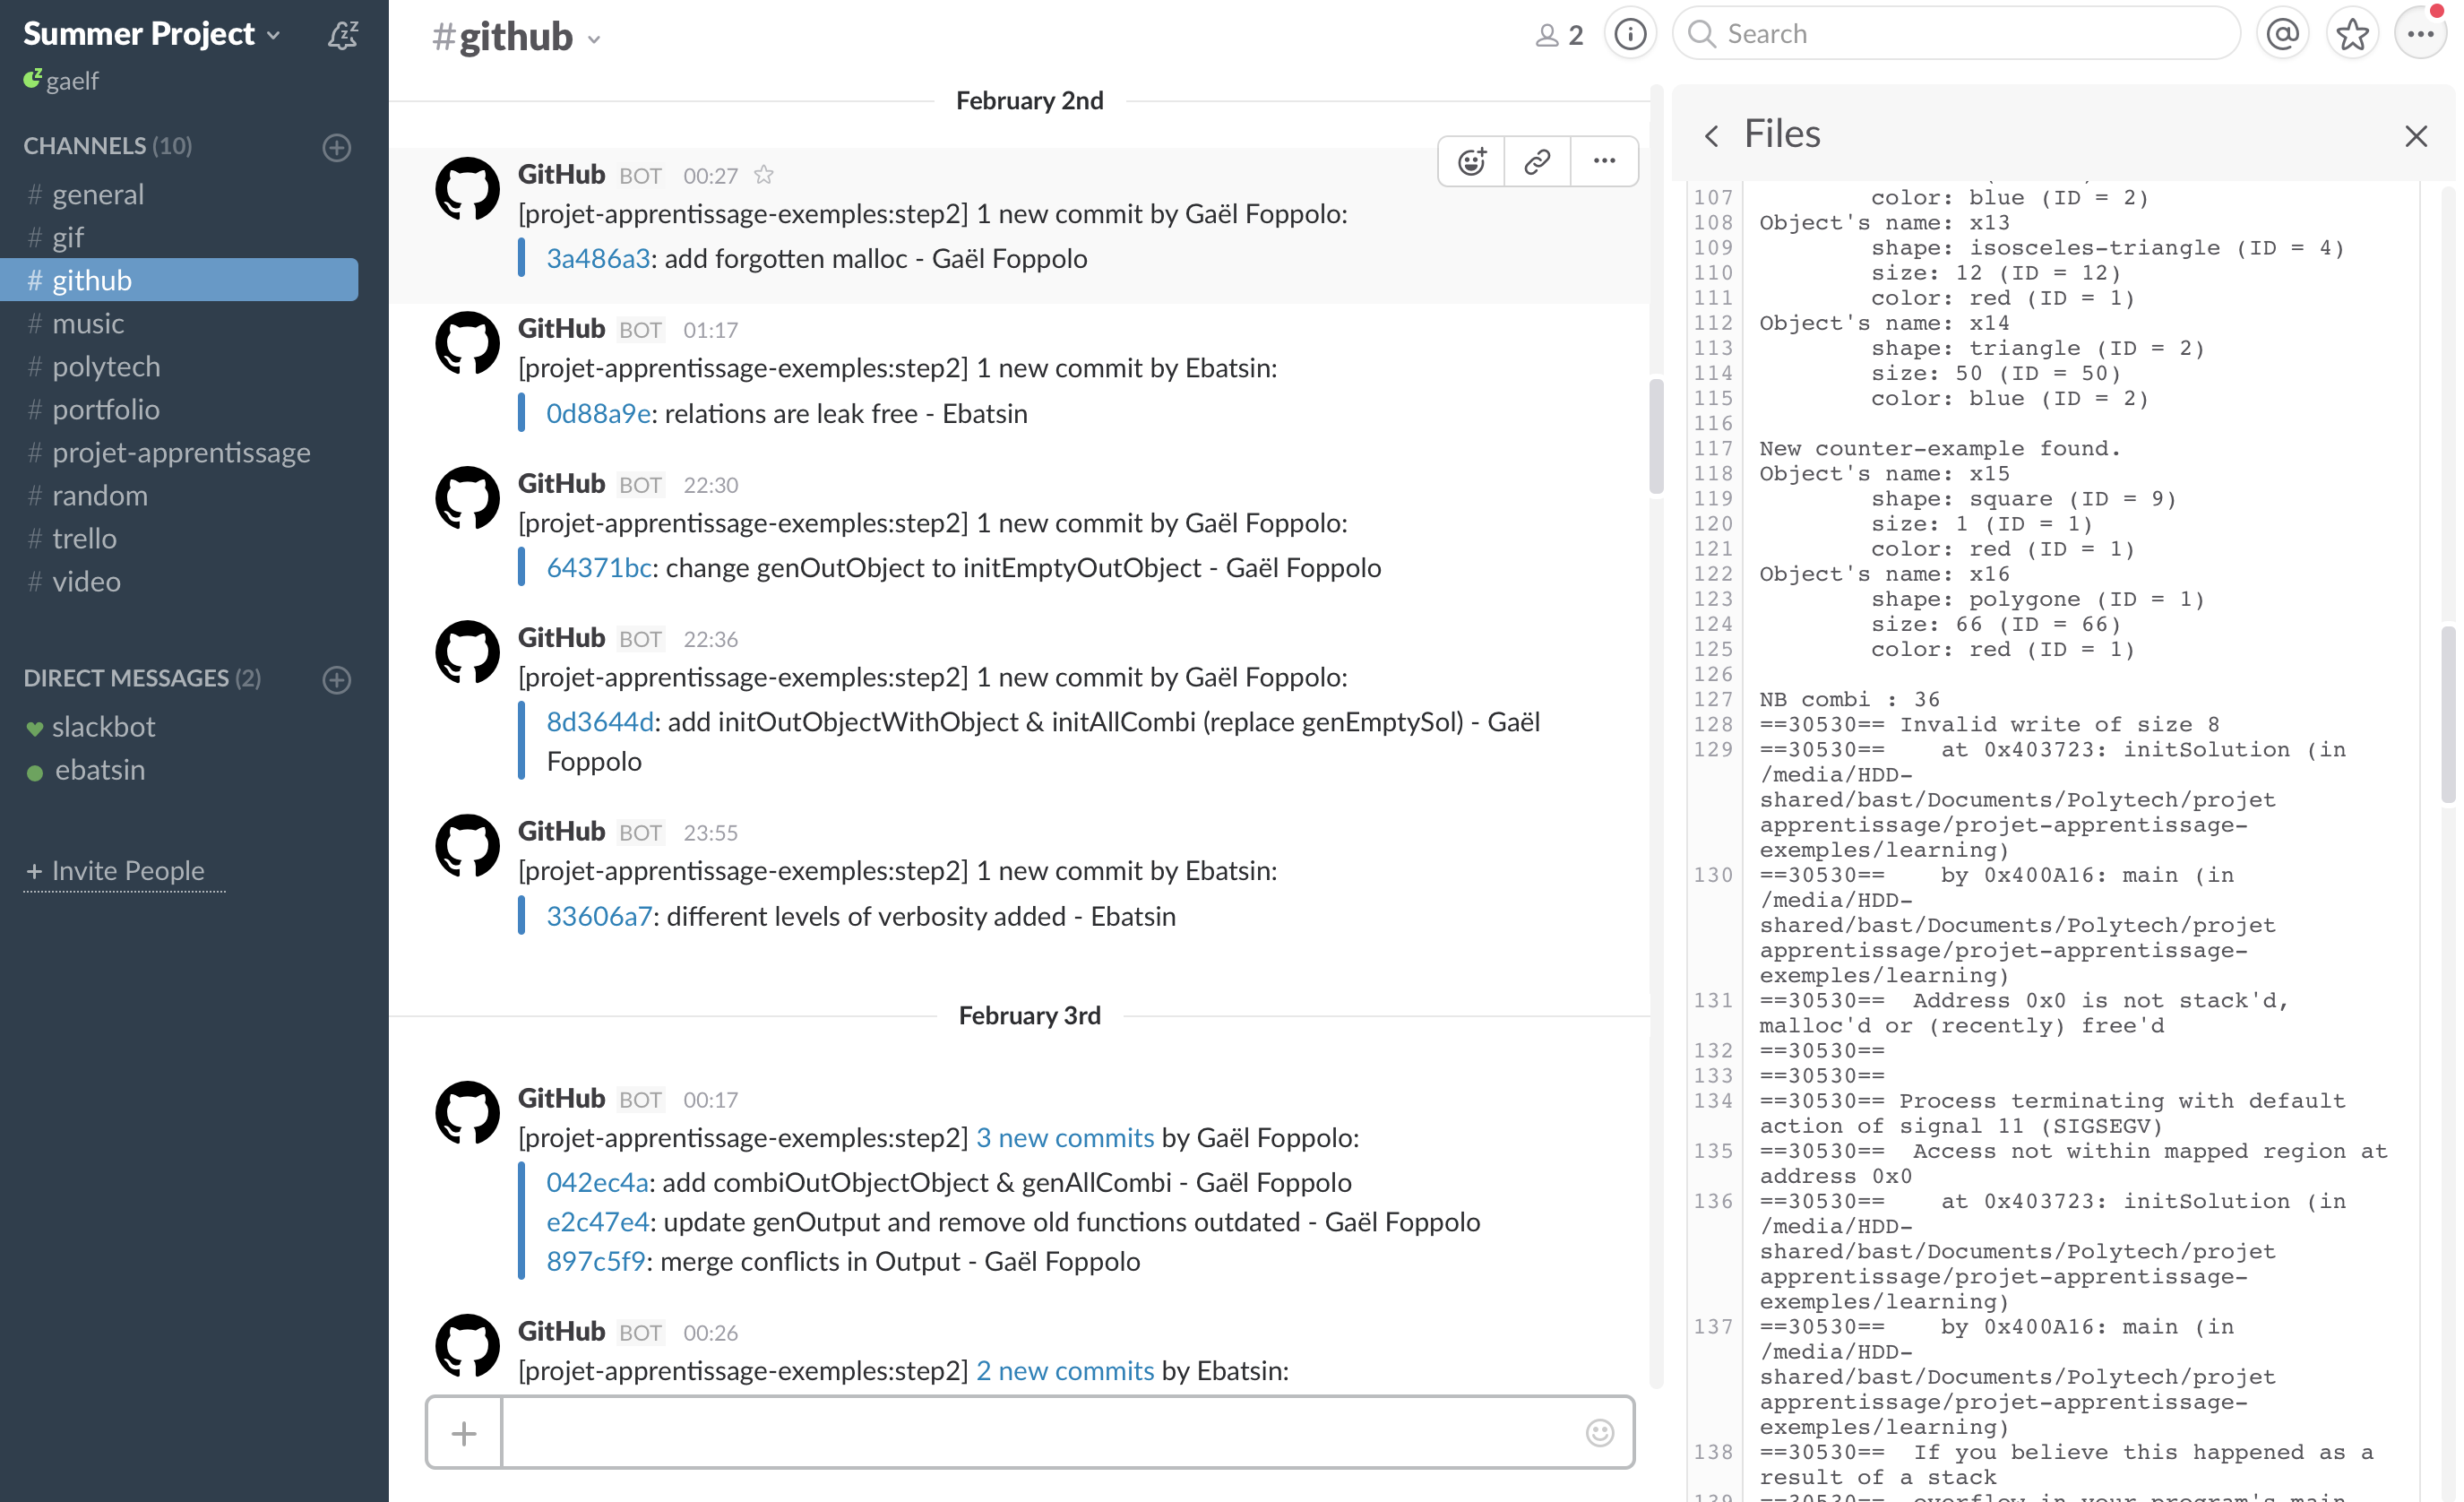 Summer Project
gaelf
CHANNELS (10)
# general
# gif
# github
# music
# polytech
# portfolio
# projet-apprentissage
# random
# trello
# video
DIRECT MESSAGES (2)
slackbot
ebatsin
+ Invite People
#github
2
Search
February 2nd
GitHub BOT 00:27
[projet-apprentissage-exemples:step2] 1 new commit by Gaël Foppolo:
3a486a3: add forgotten malloc - Gaël Foppolo
GitHub BOT 01:17
[projet-apprentissage-exemples:step2] 1 new commit by Ebatsin:
0d88a9e: relations are leak free - Ebatsin
GitHub BOT 22:30
[projet-apprentissage-exemples:step2] 1 new commit by Gaël Foppolo:
64371bc: change genOutObject to initEmptyOutObject - Gaël Foppolo
GitHub BOT 22:36
[projet-apprentissage-exemples:step2] 1 new commit by Gaël Foppolo:
8d3644d: add initOutObjectWithObject & initAllCombi (replace genEmptySol) - Gaël
Foppolo
GitHub BOT 23:55
[projet-apprentissage-exemples:step2] 1 new commit by Ebatsin:
33606a7: different levels of verbosity added - Ebatsin
February 3rd
GitHub BOT 00:17
[projet-apprentissage-exemples:step2] 3 new commits by Gaël Foppolo:
042ec4a: add combiOutObjectObject & genAllCombi - Gaël Foppolo
e2c47e4: update genOutput and remove old functions outdated - Gaël Foppolo
897c5f9: merge conflicts in Output - Gaël Foppolo
GitHub BOT 00:26
[projet-apprentissage-exemples:step2] 2 new commits by Ebatsin:
Files
107 color: blue (ID = 2)
108 Object's name: x13
109 shape: isosceles-triangle (ID = 4)
110 size: 12 (ID = 12)
111 color: red (ID = 1)
112 Object's name: x14
113 shape: triangle (ID = 2)
114 size: 50 (ID = 50)
115 color: blue (ID = 2)
116
117 New counter-example found.
118 Object's name: x15
119 shape: square (ID = 9)
120 size: 1 (ID = 1)
121 color: red (ID = 1)
122 Object's name: x16
123 shape: polygone (ID = 1)
124 size: 66 (ID = 66)
125 color: red (ID = 1)
126
127 NB combi : 36
128 ==30530== Invalid write of size 8
129 ==30530==    at 0x403723: initSolution (in
/media/HDD-
shared/bast/Documents/Polytech/projet
apprentissage/projet-apprentissage-
exemples/learning)
130 ==30530==    by 0x400A16: main (in
/media/HDD-
shared/bast/Documents/Polytech/projet
apprentissage/projet-apprentissage-
exemples/learning)
131 ==30530==  Address 0x0 is not stack'd,
malloc'd or (recently) free'd
132 ==30530==
133 ==30530==
134 ==30530== Process terminating with default
action of signal 11 (SIGSEGV)
135 ==30530==  Access not within mapped region at
address 0x0
136 ==30530==    at 0x403723: initSolution (in
/media/HDD-
shared/bast/Documents/Polytech/projet
apprentissage/projet-apprentissage-
exemples/learning)
137 ==30530==    by 0x400A16: main (in
/media/HDD-
shared/bast/Documents/Polytech/projet
apprentissage/projet-apprentissage-
exemples/learning)
138 ==30530==  If you believe this happened as a
result of a stack
139 ==30530==  overflow in your program's main